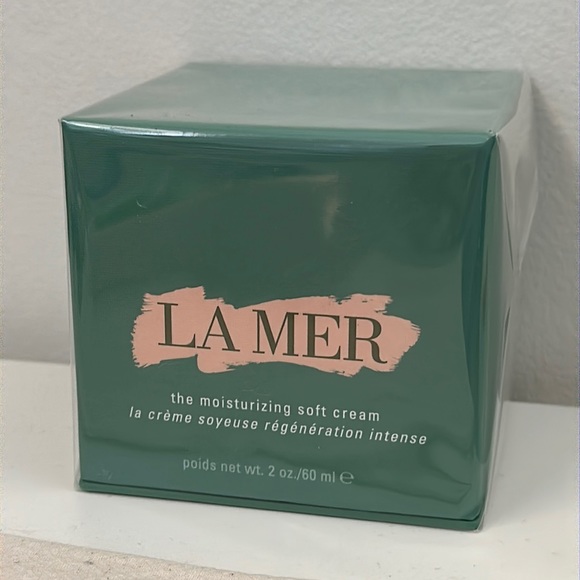 LA MER
the moisturizing soft cream
la crème soyeuse régénération intense
poids net wt. 2 oz./60 ml ℮